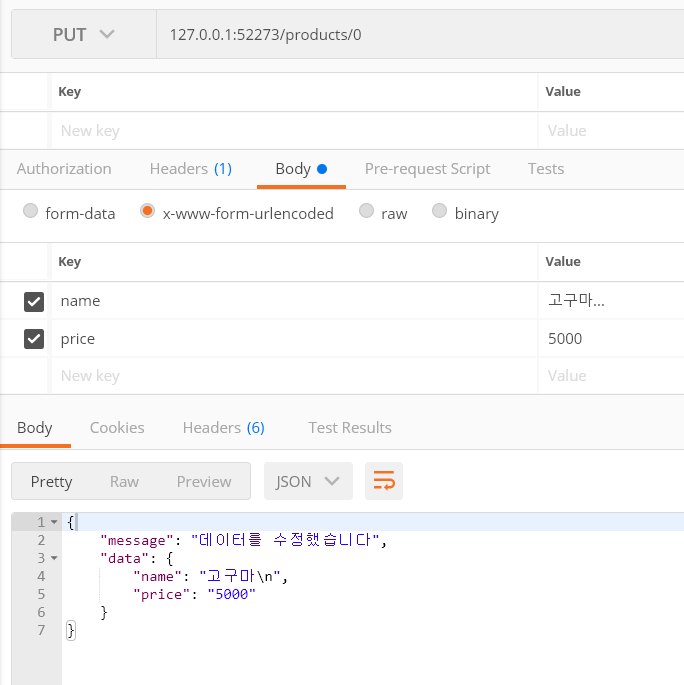 PUT 127.0.0.1:52273/products/0
Key Value
New key Value
Authorization Headers (1) Body Pre-request Script Tests
form-data x-www-form-urlencoded raw binary
Key Value
name 고구마...
price 5000
New key Value
Body Cookies Headers (6) Test Results
Pretty Raw Preview JSON
1 {
2 "message": "데이터를 수정했습니다",
3 "data": {
4 "name": "고구마\n",
5 "price": "5000"
6 }
7 }